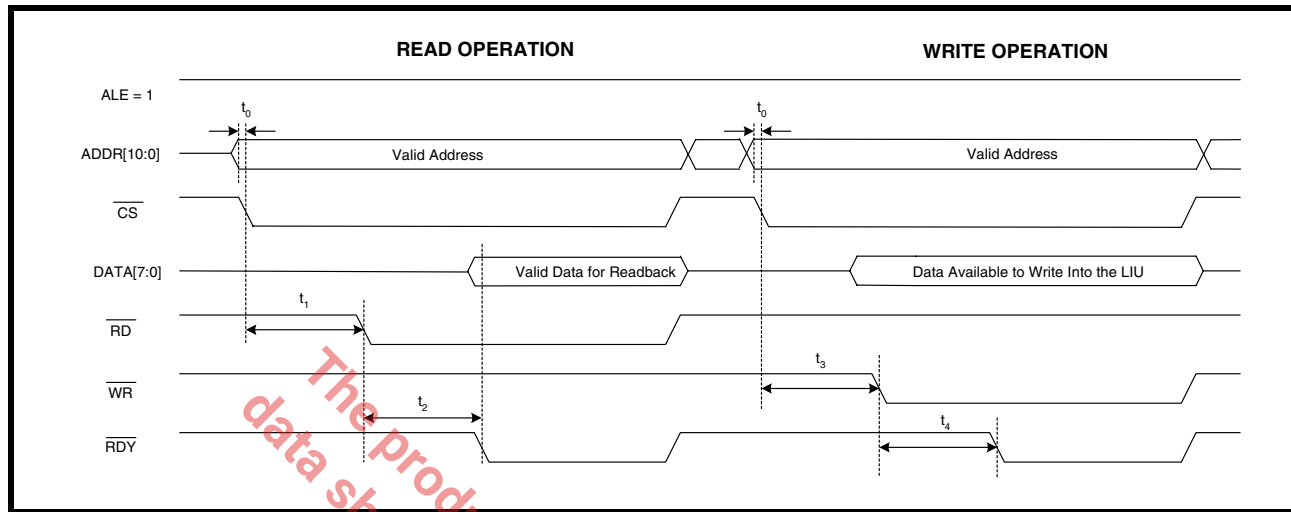 READ OPERATION
WRITE OPERATION
ALE = 1
t0
t0
ADDR[10:0]
Valid Address
Valid Address
CS
DATA[7:0]
Valid Data for Readback
Data Available to Write Into the LIU
t1
RD
t3
WR
t2
t4
RDY
The prod
data sh